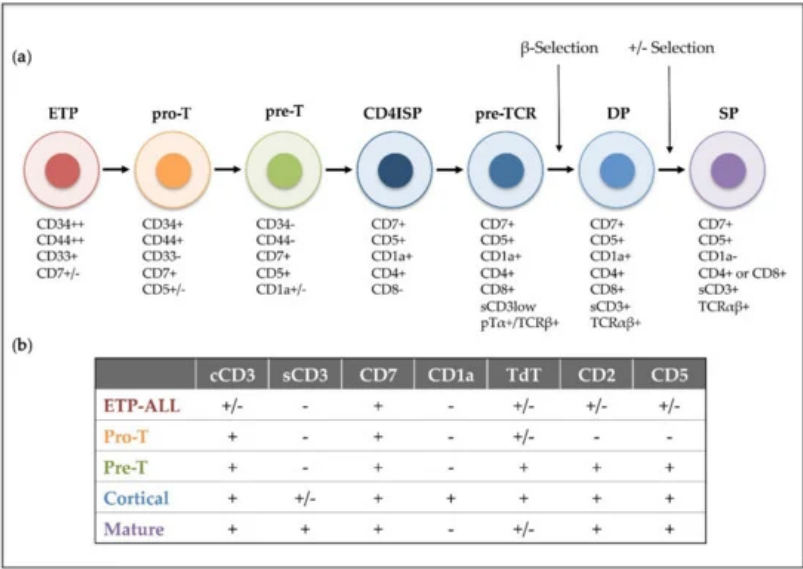 (a)
β-Selection +/- Selection
ETP pro-T pre-T CD4ISP pre-TCR DP SP
CD34++
CD44++
CD33+
CD7+/-
CD34+
CD44+
CD33-
CD7+
CD5+/-
CD34-
CD44-
CD7+
CD5+
CD1a+/-
CD7+
CD5+
CD1a+
CD4+
CD8-
CD7+
CD5+
CD1a+
CD4+
CD8+
sCD3low
pTα+/TCRβ+
CD7+
CD5+
CD1a+
CD4+
CD8+
sCD3+
TCRαβ+
CD7+
CD5+
CD1a-
CD4+ or CD8+
sCD3+
TCRαβ+
(b)
cCD3 sCD3 CD7 CD1a TdT CD2 CD5
ETP-ALL +/- - + - +/- +/- +/-
Pro-T + - + - +/- - -
Pre-T + - + - + + +
Cortical + +/- + + + + +
Mature + + + - +/- + +